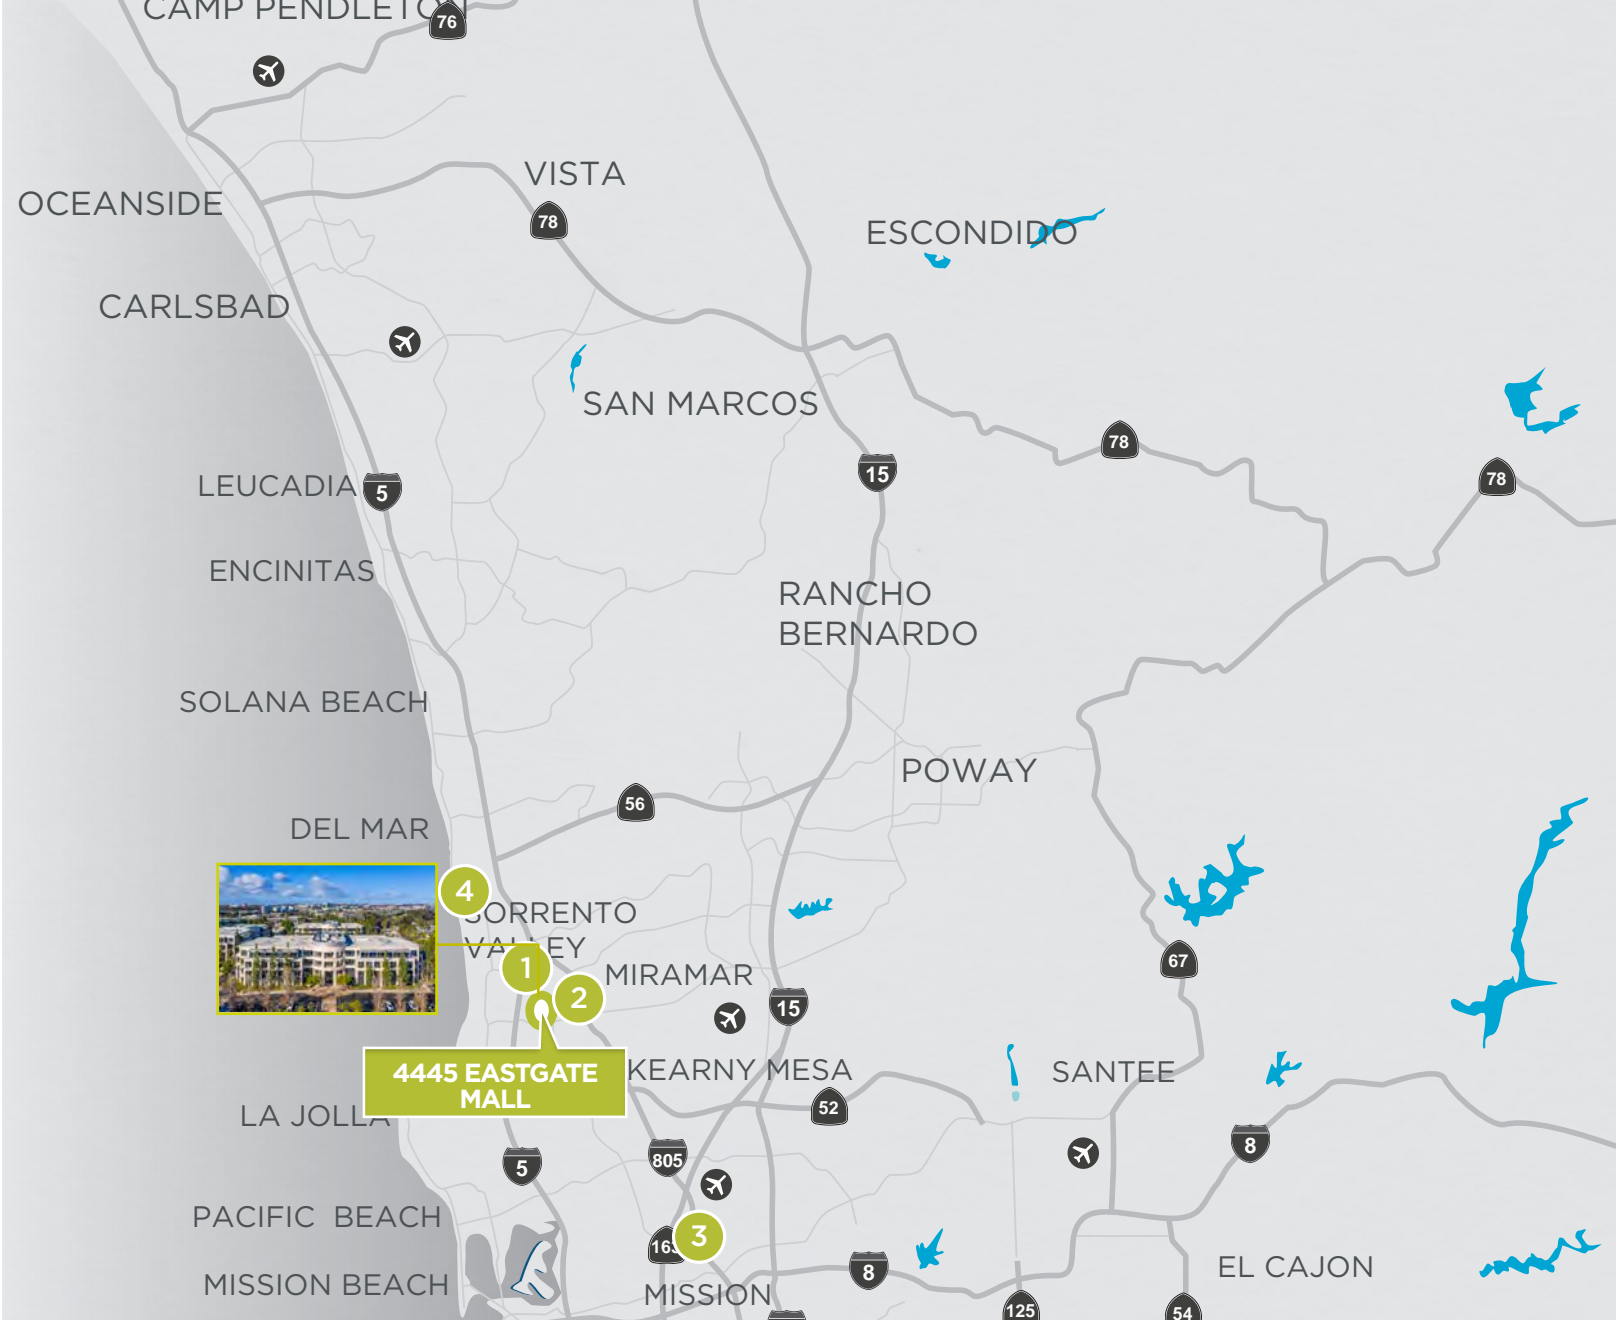 CAMP PENDLETON
76
VISTA
OCEANSIDE
78
ESCONDIDO
CARLSBAD
SAN MARCOS
78
15
78
LEUCADIA
5
ENCINITAS
RANCHO
BERNARDO
SOLANA BEACH
POWAY
56
DEL MAR
4
SORRENTO
VALLEY
67
1
MIRAMAR
2
15
4445 EASTGATE
MALL
KEARNY MESA
SANTEE
52
LA JOLLA
8
5
805
PACIFIC BEACH
3
163
EL CAJON
8
MISSION BEACH
MISSION
125
54